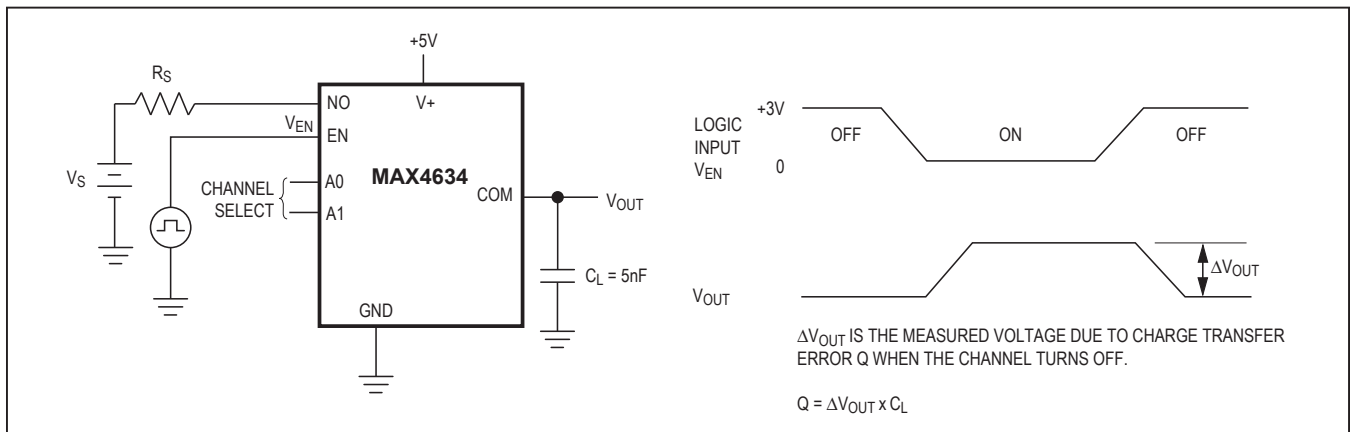 +5V
RS
NO
V+
VEN
EN
MAX4634
VS
CHANNEL
SELECT
A0
A1
COM
VOUT
CL = 5nF
GND
LOGIC
INPUT
VEN
+3V
0
OFF
ON
OFF
VOUT
ΔVOUT
ΔVOUT IS THE MEASURED VOLTAGE DUE TO CHARGE TRANSFER
ERROR Q WHEN THE CHANNEL TURNS OFF.
Q = ΔVOUT x CL